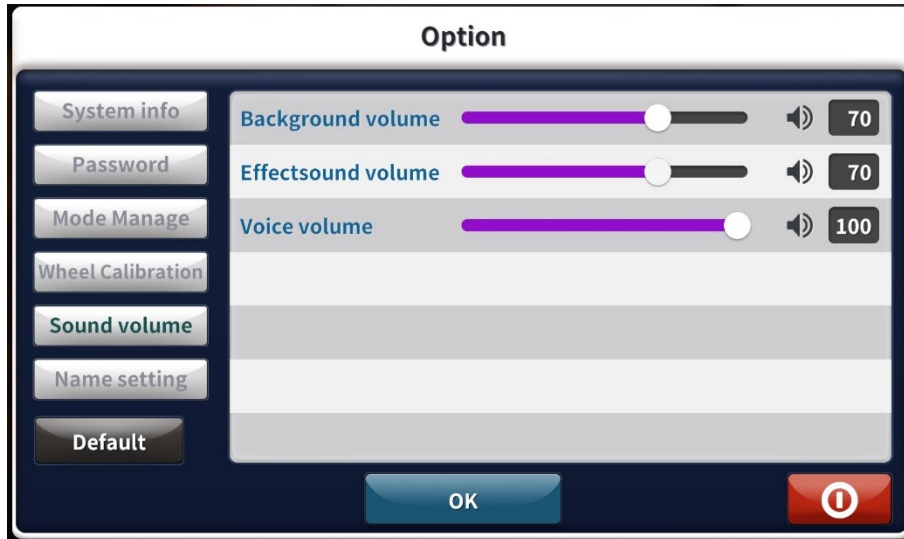 Option
System info
Password
Mode Manage
Wheel Calibration
Sound volume
Name setting
Default
Background volume 70
Effectsound volume 70
Voice volume 100
OK